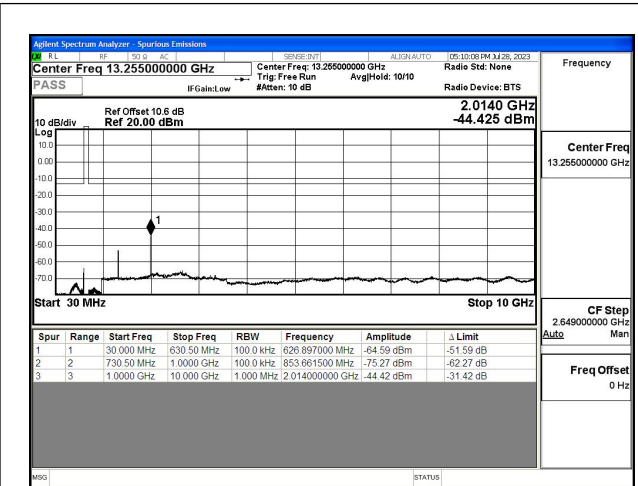 Agilent Spectrum Analyzer - Spurious Emissions
RL RF 50 Ω AC SENSE:INT ALIGN AUTO 05:10:08 PM Jul 28, 2023
Center Freq 13.255000000 GHz
PASS
IFGain:Low
Center Freq: 13.255000000 GHz
Trig: Free Run Avg|Hold: 10/10
#Atten: 10 dB
Radio Std: None
Radio Device: BTS
Ref Offset 10.6 dB
10 dB/div Ref 20.00 dBm
2.0140 GHz
-44.425 dBm
Log
10.0
0.00
-10.0
-20.0
-30.0
1
-40.0
-50.0
-60.0
-70.0
Start 30 MHz Stop 10 GHz
Spur Range Start Freq Stop Freq RBW Frequency Amplitude Δ Limit
1 1 30.000 MHz 630.50 MHz 100.0 kHz 626.897000 MHz -64.59 dBm -51.59 dB
2 2 730.50 MHz 1.0000 GHz 100.0 kHz 853.661500 MHz -75.27 dBm -62.27 dB
3 3 1.0000 GHz 10.000 GHz 1.000 MHz 2.014000000 GHz -44.42 dBm -31.42 dB
MSG STATUS
Frequency
Center Freq
13.255000000 GHz
CF Step
2.649000000 GHz
Auto Man
Freq Offset
0 Hz